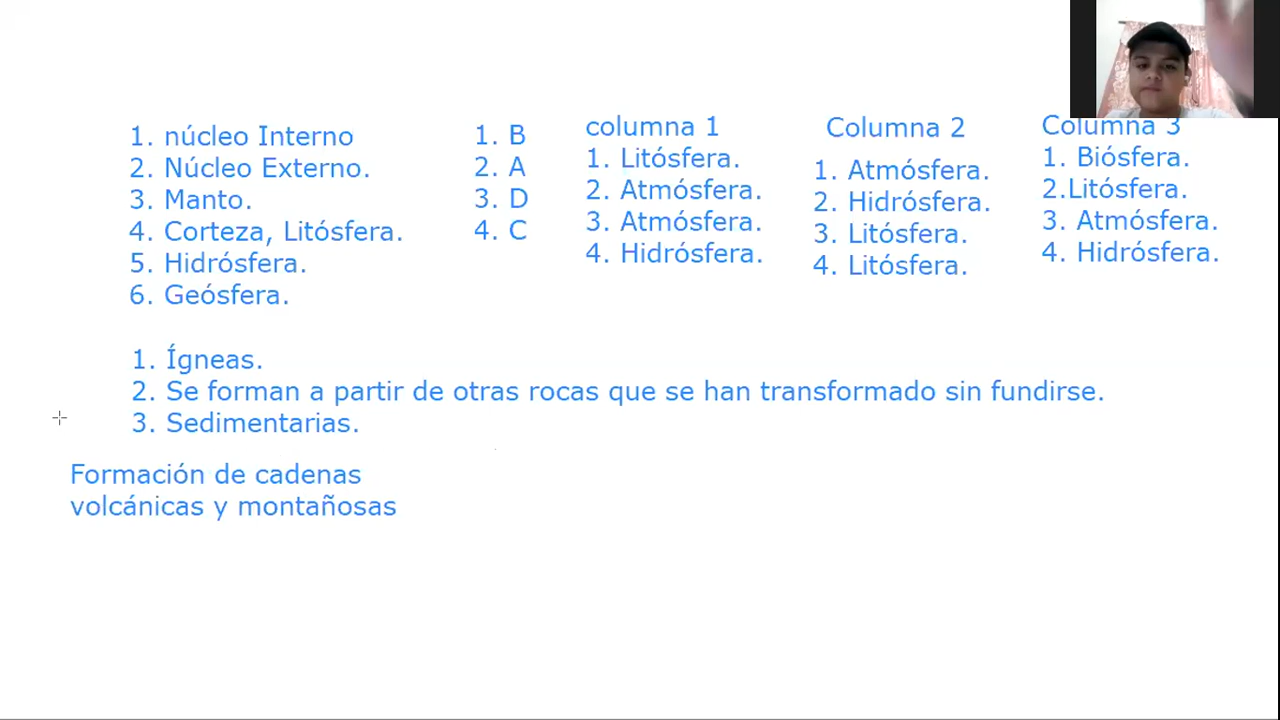 1. núcleo Interno
2. Núcleo Externo.
3. Manto.
4. Corteza, Litósfera.
5. Hidrósfera.
6. Geósfera.
1. B
2. A
3. D
4. C
columna 1
1. Litósfera.
2. Atmósfera.
3. Atmósfera.
4. Hidrósfera.
Columna 2
1. Atmósfera.
2. Hidrósfera.
3. Litósfera.
4. Litósfera.
Columna 3
1. Biósfera.
2.Litósfera.
3. Atmósfera.
4. Hidrósfera.
1. Ígneas.
2. Se forman a partir de otras rocas que se han transformado sin fundirse.
3. Sedimentarias.
Formación de cadenas
volcánicas y montañosas